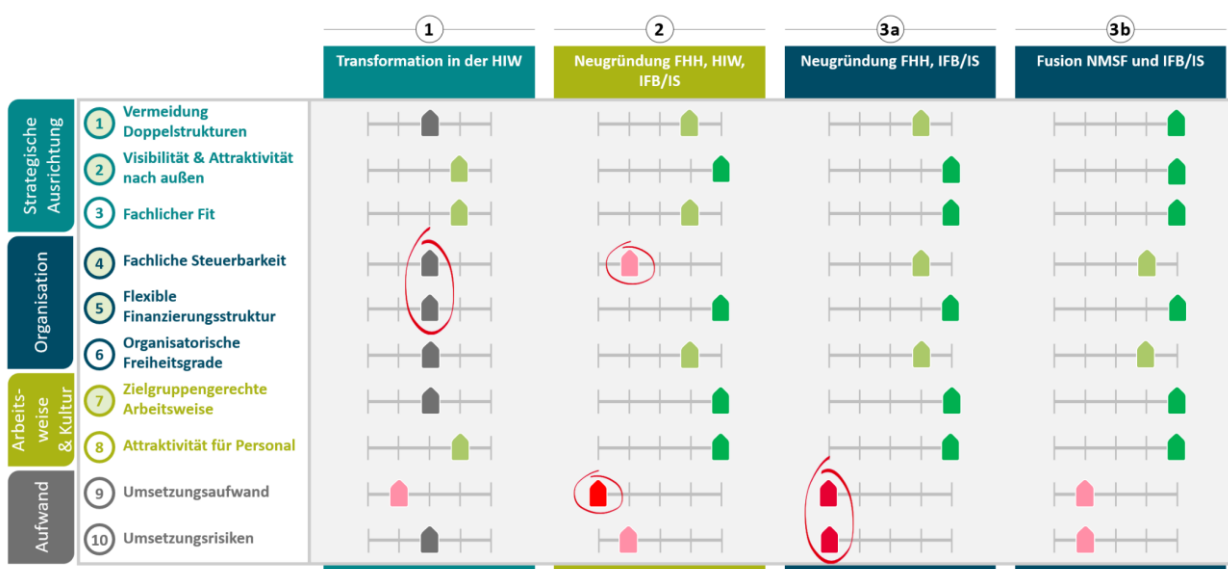 1
2
3a
3b
Transformation in der HIW
Neugründung FHH, HIW,
IFB/IS
Neugründung FHH, IFB/IS
Fusion NMSF und IFB/IS
Strategische
Ausrichtung
1
Vermeidung
Doppelstrukturen
2
Visibilität & Attraktivität
nach außen
3
Fachlicher Fit
Organisation
4
Fachliche Steuerbarkeit
5
Flexible
Finanzierungsstruktur
6
Organisatorische
Freiheitsgrade
Arbeits-
weise
& Kultur
7
Zielgruppengerechte
Arbeitsweise
8
Attraktivität für Personal
Aufwand
9
Umsetzungsaufwand
10
Umsetzungsrisiken